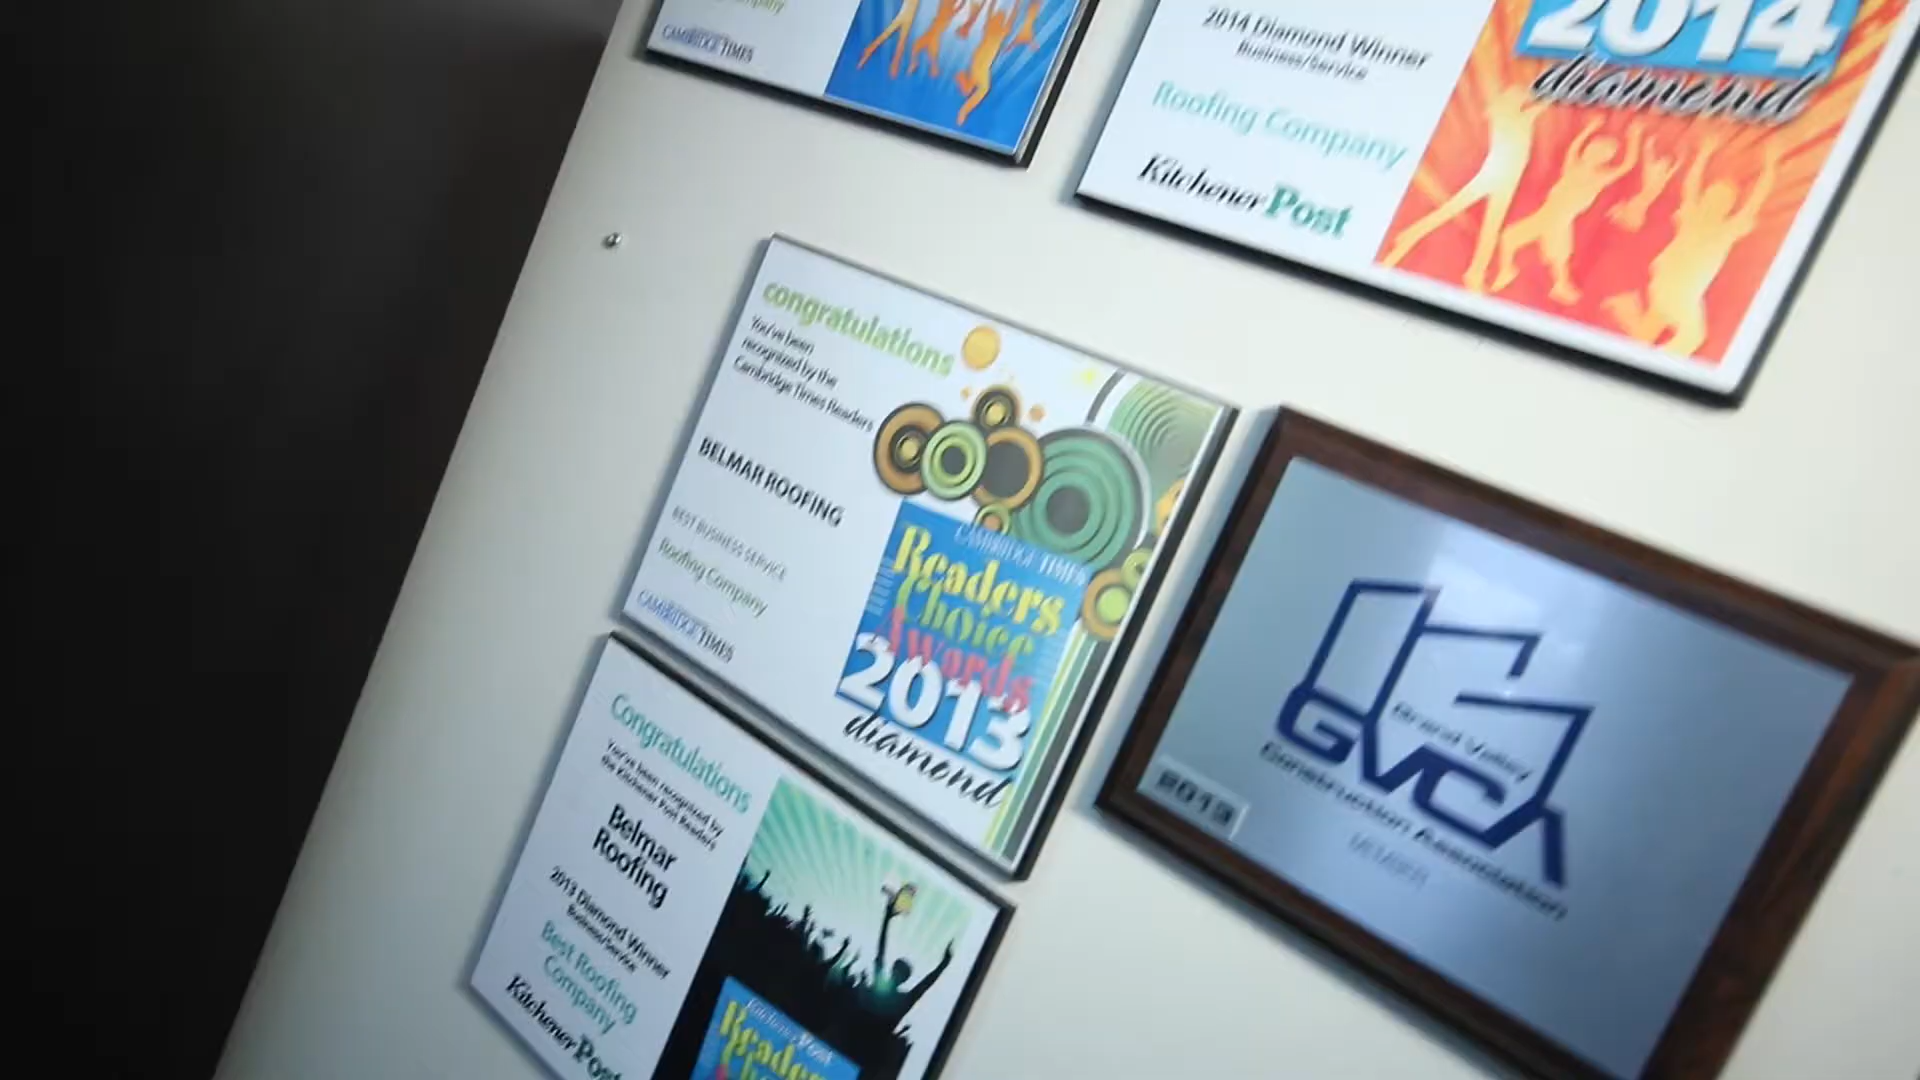 CAMBRIDGE TIMES
2014
diamond
2014 Diamond Winner
Business/Service
Roofing Company
Kitchener Post
congratulations
You've been
recognized by the
Cambridge Times Readers
BELMAR ROOFING
BEST BUSINESS SERVICE
Roofing Company
CAMBRIDGE TIMES
CAMBRIDGE TIMES
Readers
Choice
Awards
2013
diamond
GVCA
Grand Valley
Construction Association
2013
MEMBER
Congratulations
You've been recognized by
the Kitchener Post Readers
Belmar
Roofing
2013 Diamond Winner
Business/Service
Best Roofing
Company
Kitchener Post
Kitchener Post
Readers